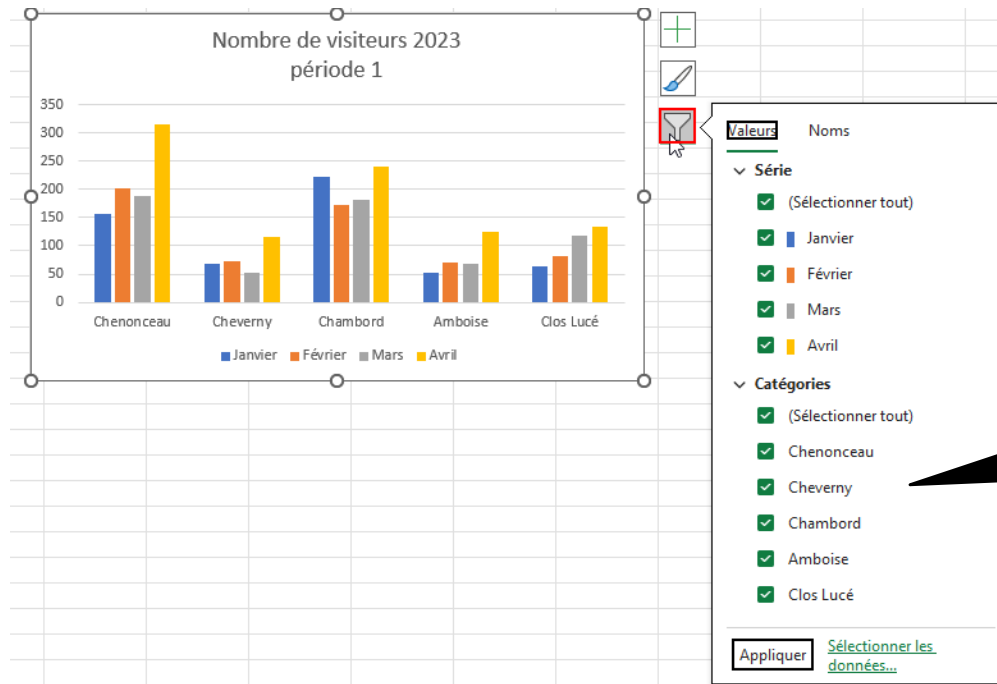 Nombre de visiteurs 2023
période 1
350
300
250
200
150
100
50
0
Chenonceau Cheverny Chambord Amboise Clos Lucé
Janvier Février Mars Avril
Valeurs Noms
Série
(Sélectionner tout)
Janvier
Février
Mars
Avril
Catégories
(Sélectionner tout)
Chenonceau
Cheverny
Chambord
Amboise
Clos Lucé
Appliquer
Sélectionner les
données...